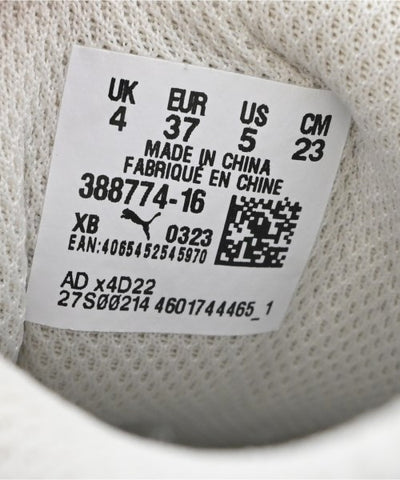 UK EUR US CM
4 37 5 23
MADE IN CHINA
FABRIQUÉ EN CHINE
388774-16
XB 0323
EAN:4065452545970
AD x4D22
27S00214 4601744465_1